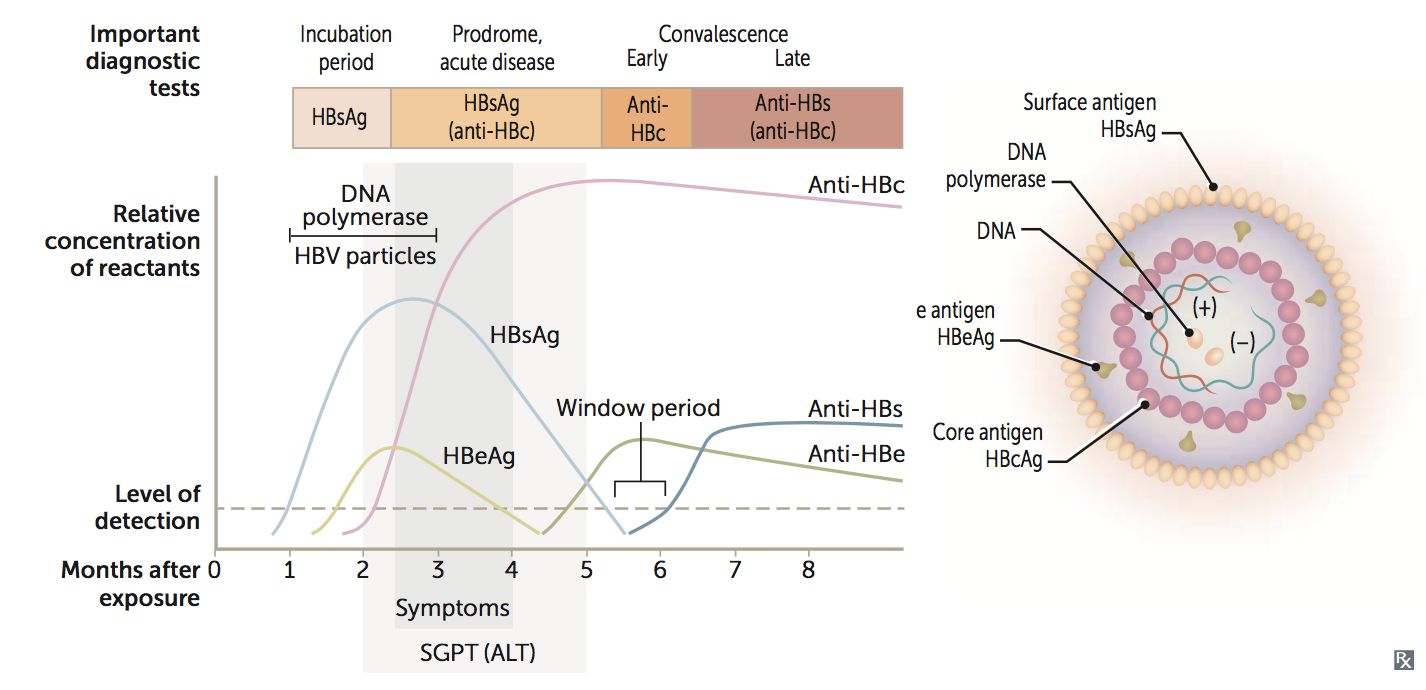 Important
diagnostic
tests
Incubation
period
Prodrome,
acute disease
Convalescence
Early
Late
HBsAg
HBsAg
(anti-HBc)
Anti-
HBc
Anti-HBs
(anti-HBc)
Relative
concentration
of reactants
DNA
polymerase
HBV particles
Anti-HBc
HBsAg
HBeAg
Window period
Anti-HBs
Anti-HBe
Level of
detection
Months after
exposure
0 1 2 3 4 5 6 7 8
Symptoms
SGPT (ALT)
Surface antigen
HBsAg
DNA
polymerase
DNA
e antigen
HBeAg
Core antigen
HBcAg
(+)
(–)
Rx